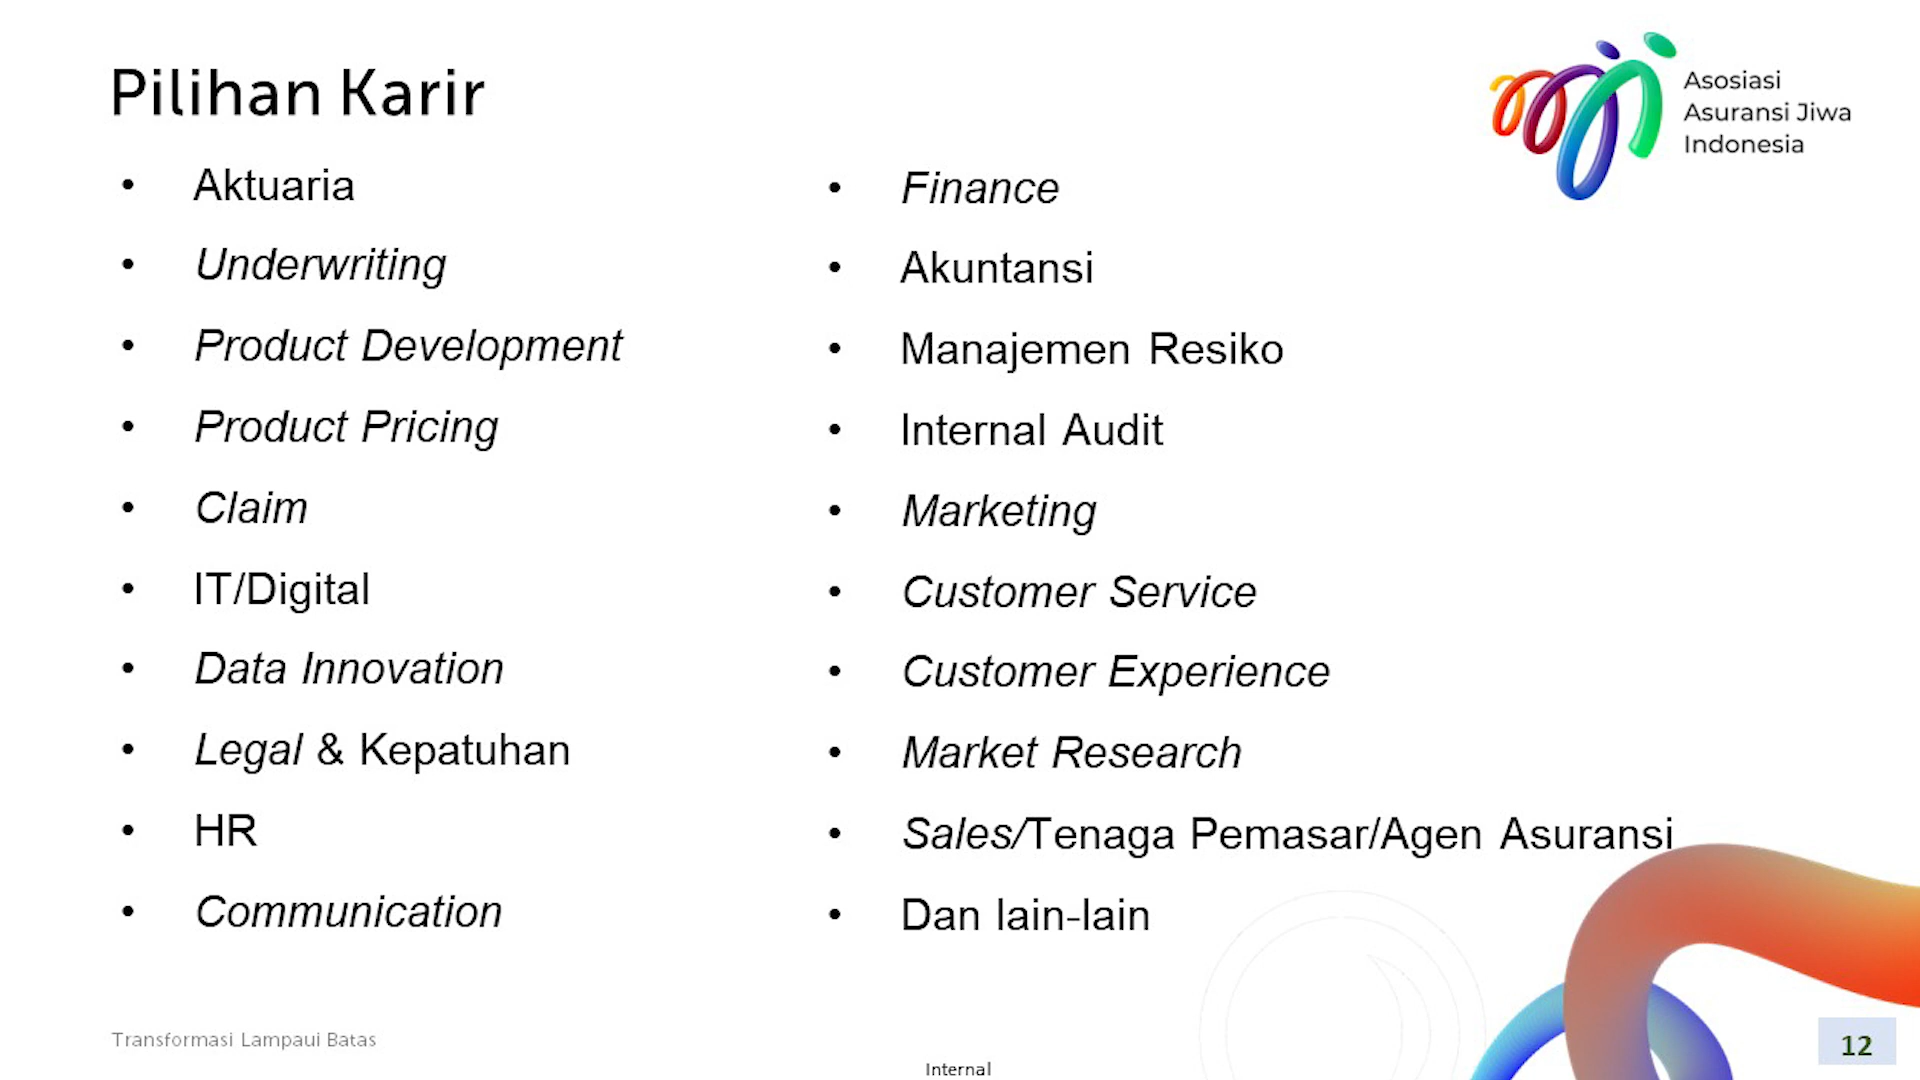 Pilihan Karir
Asosiasi
Asuransi Jiwa
Indonesia
• Aktuaria
• Underwriting
• Product Development
• Product Pricing
• Claim
• IT/Digital
• Data Innovation
• Legal & Kepatuhan
• HR
• Communication
• Finance
• Akuntansi
• Manajemen Resiko
• Internal Audit
• Marketing
• Customer Service
• Customer Experience
• Market Research
• Sales/Tenaga Pemasar/Agen Asuransi
• Dan lain-lain
Transformasi Lampaui Batas
Internal
12